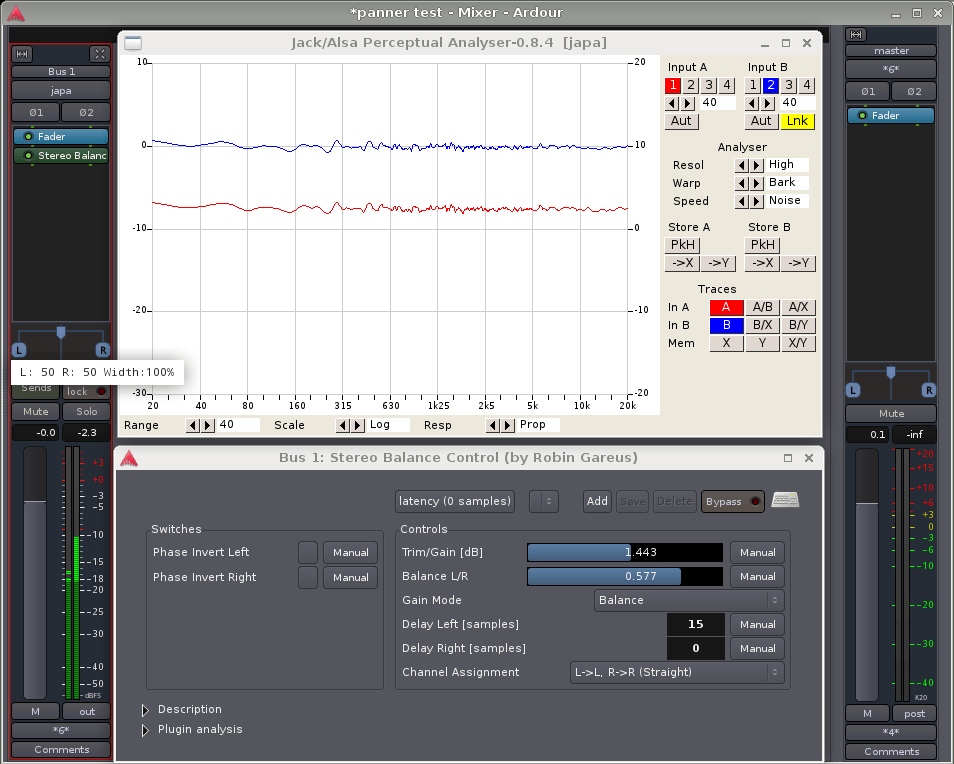 *panner test - Mixer - Ardour
Bus 1
japa
Ø1 Ø2
Fader
Stereo Balanc
L R
L: 50 R: 50 Width:100%
Sends
lock
Mute Solo
-0.0 -2.3
+3
+0
-3
-5
-10
-15
-18
-20
-25
-30
-40
-50
dBFS
M out
*6*
Comments
Jack/Alsa Perceptual Analyser-0.8.4 [japa]
10 20
0 10
-10 0
-20 -10
-30 -20
20 40 80 160 315 630 1k25 2k5 5k 10k 20k
Range 40 Scale Log Resp Prop
Input A Input B
1 2 3 4 1 2 3 4
40 40
Aut Aut Lnk
Analyser
Resol High
Warp Bark
Speed Noise
Store A Store B
PkH PkH
->X ->Y ->X ->Y
Traces
In A A A/B A/X
In B B B/X B/Y
Mem X Y X/Y
Bus 1: Stereo Balance Control (by Robin Gareus)
latency (0 samples) Add Save Delete Bypass
Switches
Phase Invert Left Manual
Phase Invert Right Manual
Controls
Trim/Gain [dB] 1.443 Manual
Balance L/R 0.577 Manual
Gain Mode Balance
Delay Left [samples] 15 Manual
Delay Right [samples] 0 Manual
Channel Assignment L->L, R->R (Straight)
Description
Plugin analysis
master
*6*
Ø1 Ø2
Fader
L R
Mute
0.1 -inf
+20
+15
+10
+6
+3
0
-3
-6
-10
-20
-30
-40
K20
M post
*4*
Comments